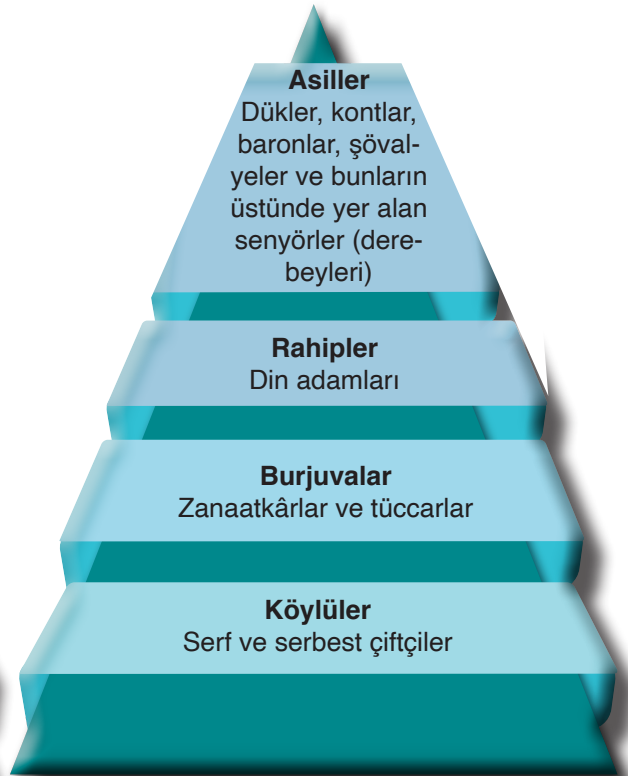 Asiller
Dükler, kontlar,
baronlar, şöval-
yeler ve bunların
üstünde yer alan
senyörler (dere-
beyleri)
Rahipler
Din adamları
Burjuvalar
Zanaatkârlar ve tüccarlar
Köylüler
Serf ve serbest çiftçiler